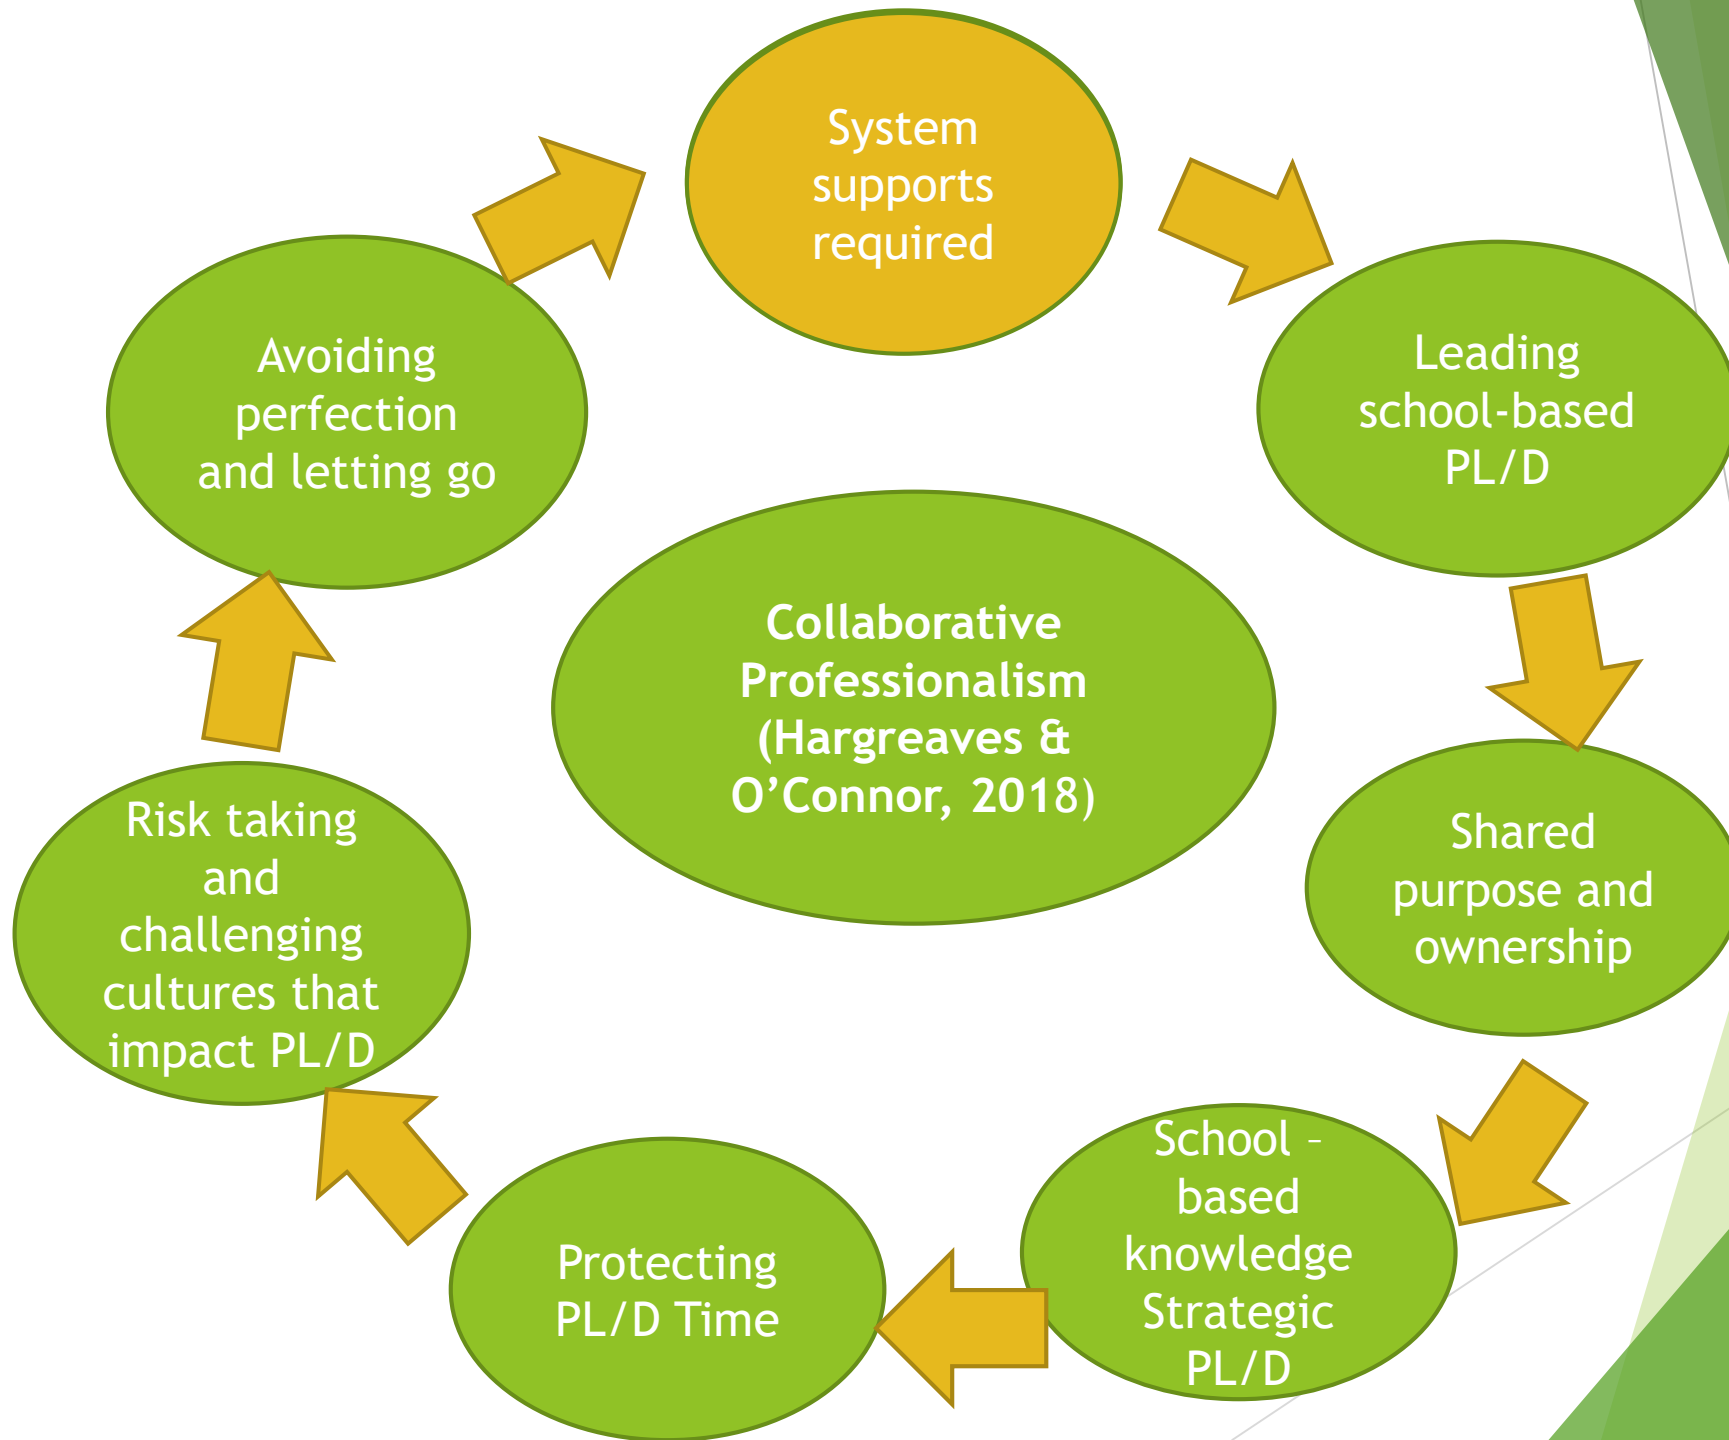 System
supports
required
Leading
school-based
PL/D
Shared
purpose and
ownership
School –
based
knowledge
Strategic
PL/D
Protecting
PL/D Time
Risk taking
and
challenging
cultures that
impact PL/D
Avoiding
perfection
and letting go
Collaborative
Professionalism
(Hargreaves &
O’Connor, 2018)